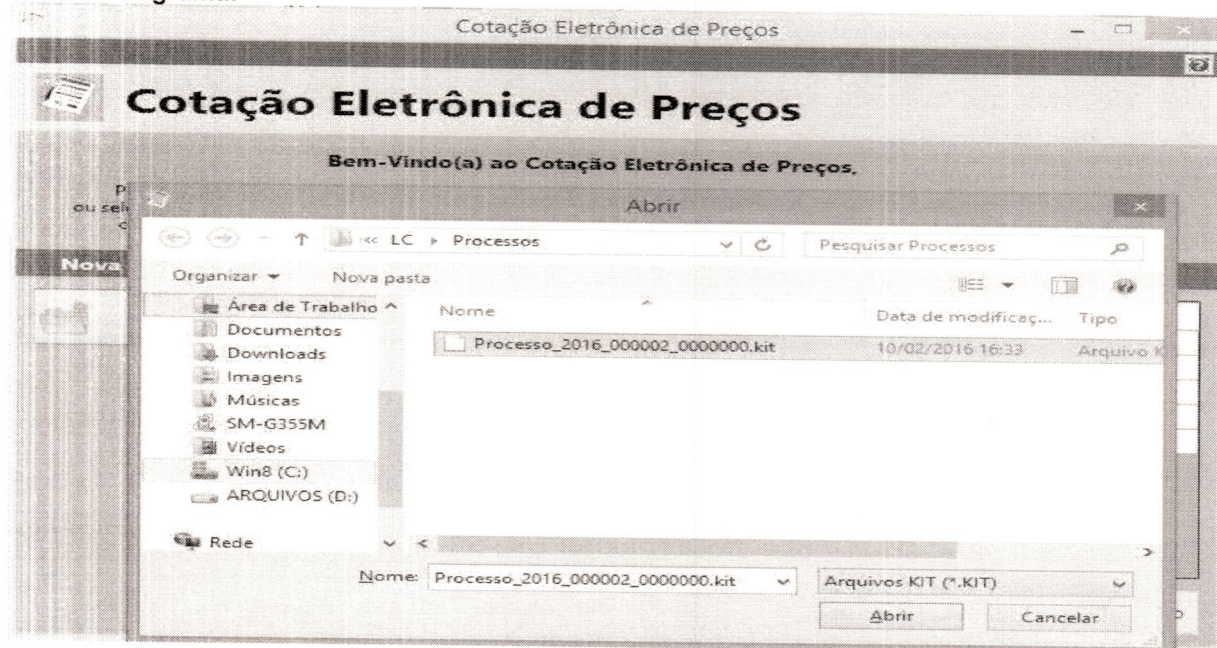 Cotação Eletrônica de Preços
Cotação Eletrônica de Preços
Bem-Vindo(a) ao Cotação Eletrônica de Preços,
P
ou sel
Abrir
LC Processos
Pesquisar Processos
Nova
Organizar
Nova pasta
Área de Trabalho
Nome
Data de modificaç...
Tipo
Documentos
Processo_2016_000002_0000000.kit
10/02/2016 16:33
Arquivo K
Downloads
Imagens
Músicas
SM-G355M
Vídeos
Win8 (C:)
ARQUIVOS (D:)
Rede
Nome:
Processo_2016_000002_0000000.kit
Arquivos KIT (*.KIT)
Abrir
Cancelar